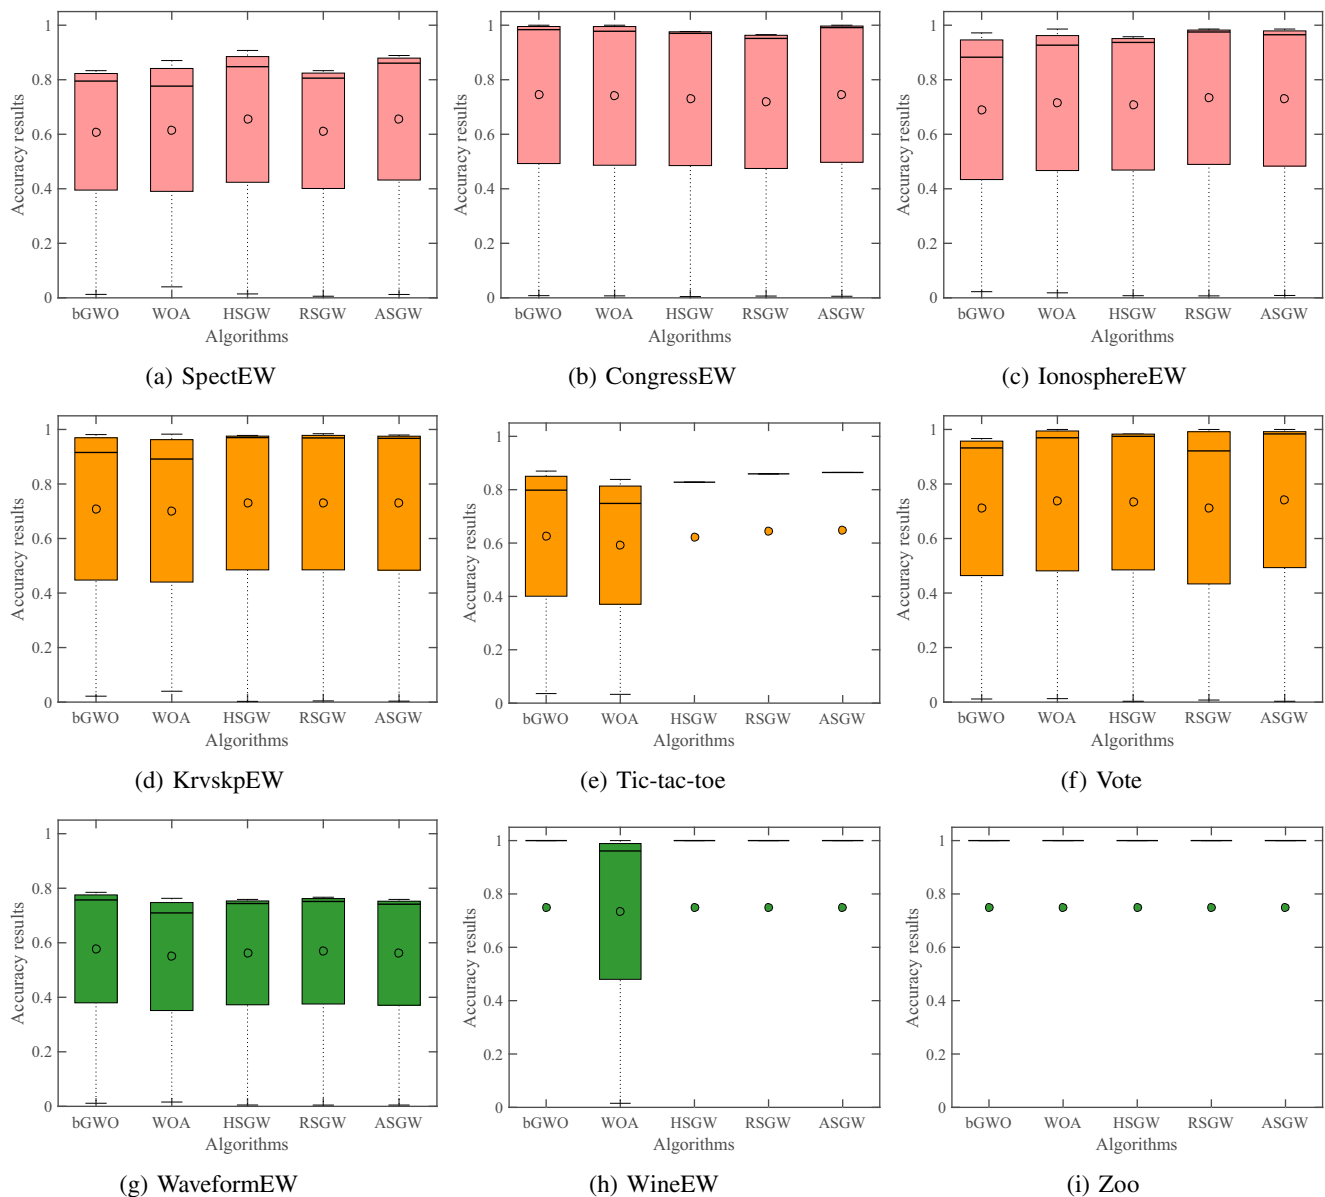 1
0.8
0.6
0.4
0.2
0
Accuracy results
bGWO WOA HSGW RSGW ASGW
Algorithms
(a) SpectEW
1
0.8
0.6
0.4
0.2
0
Accuracy results
bGWO WOA HSGW RSGW ASGW
Algorithms
(b) CongressEW
1
0.8
0.6
0.4
0.2
0
Accuracy results
bGWO WOA HSGW RSGW ASGW
Algorithms
(c) IonosphereEW
1
0.8
0.6
0.4
0.2
0
Accuracy results
bGWO WOA HSGW RSGW ASGW
Algorithms
(d) KrvskpEW
1
0.8
0.6
0.4
0.2
0
Accuracy results
bGWO WOA HSGW RSGW ASGW
Algorithms
(e) Tic-tac-toe
1
0.8
0.6
0.4
0.2
0
Accuracy results
bGWO WOA HSGW RSGW ASGW
Algorithms
(f) Vote
1
0.8
0.6
0.4
0.2
0
Accuracy results
bGWO WOA HSGW RSGW ASGW
Algorithms
(g) WaveformEW
1
0.8
0.6
0.4
0.2
0
Accuracy results
bGWO WOA HSGW RSGW ASGW
Algorithms
(h) WineEW
1
0.8
0.6
0.4
0.2
0
Accuracy results
bGWO WOA HSGW RSGW ASGW
Algorithms
(i) Zoo